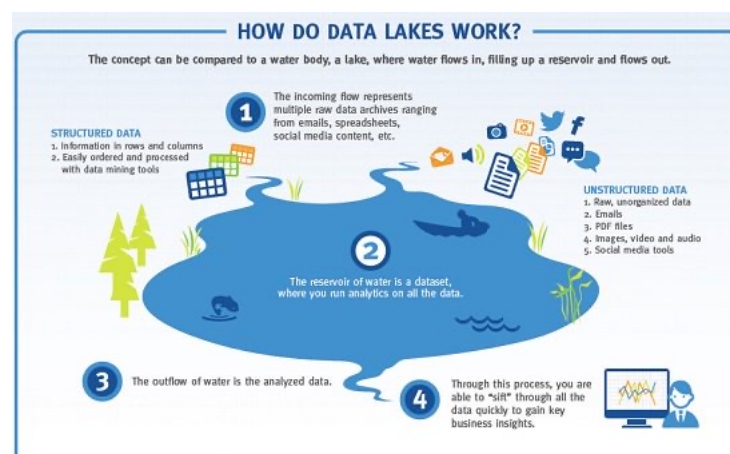 HOW DO DATA LAKES WORK?
The concept can be compared to a water body, a lake, where water flows in, filling up a reservoir and flows out.
1
The incoming flow represents
multiple raw data archives ranging
from emails, spreadsheets,
social media content, etc.
STRUCTURED DATA
1. Information in rows and columns
2. Easily ordered and processed
with data mining tools
UNSTRUCTURED DATA
1. Raw, unorganized data
2. Emails
3. PDF files
4. Images, video and audio
5. Social media tools
2
The reservoir of water is a dataset,
where you run analytics on all the data.
3
The outflow of water is the analyzed data.
4
Through this process, you are
able to "sift" through all the
data quickly to gain key
business insights.